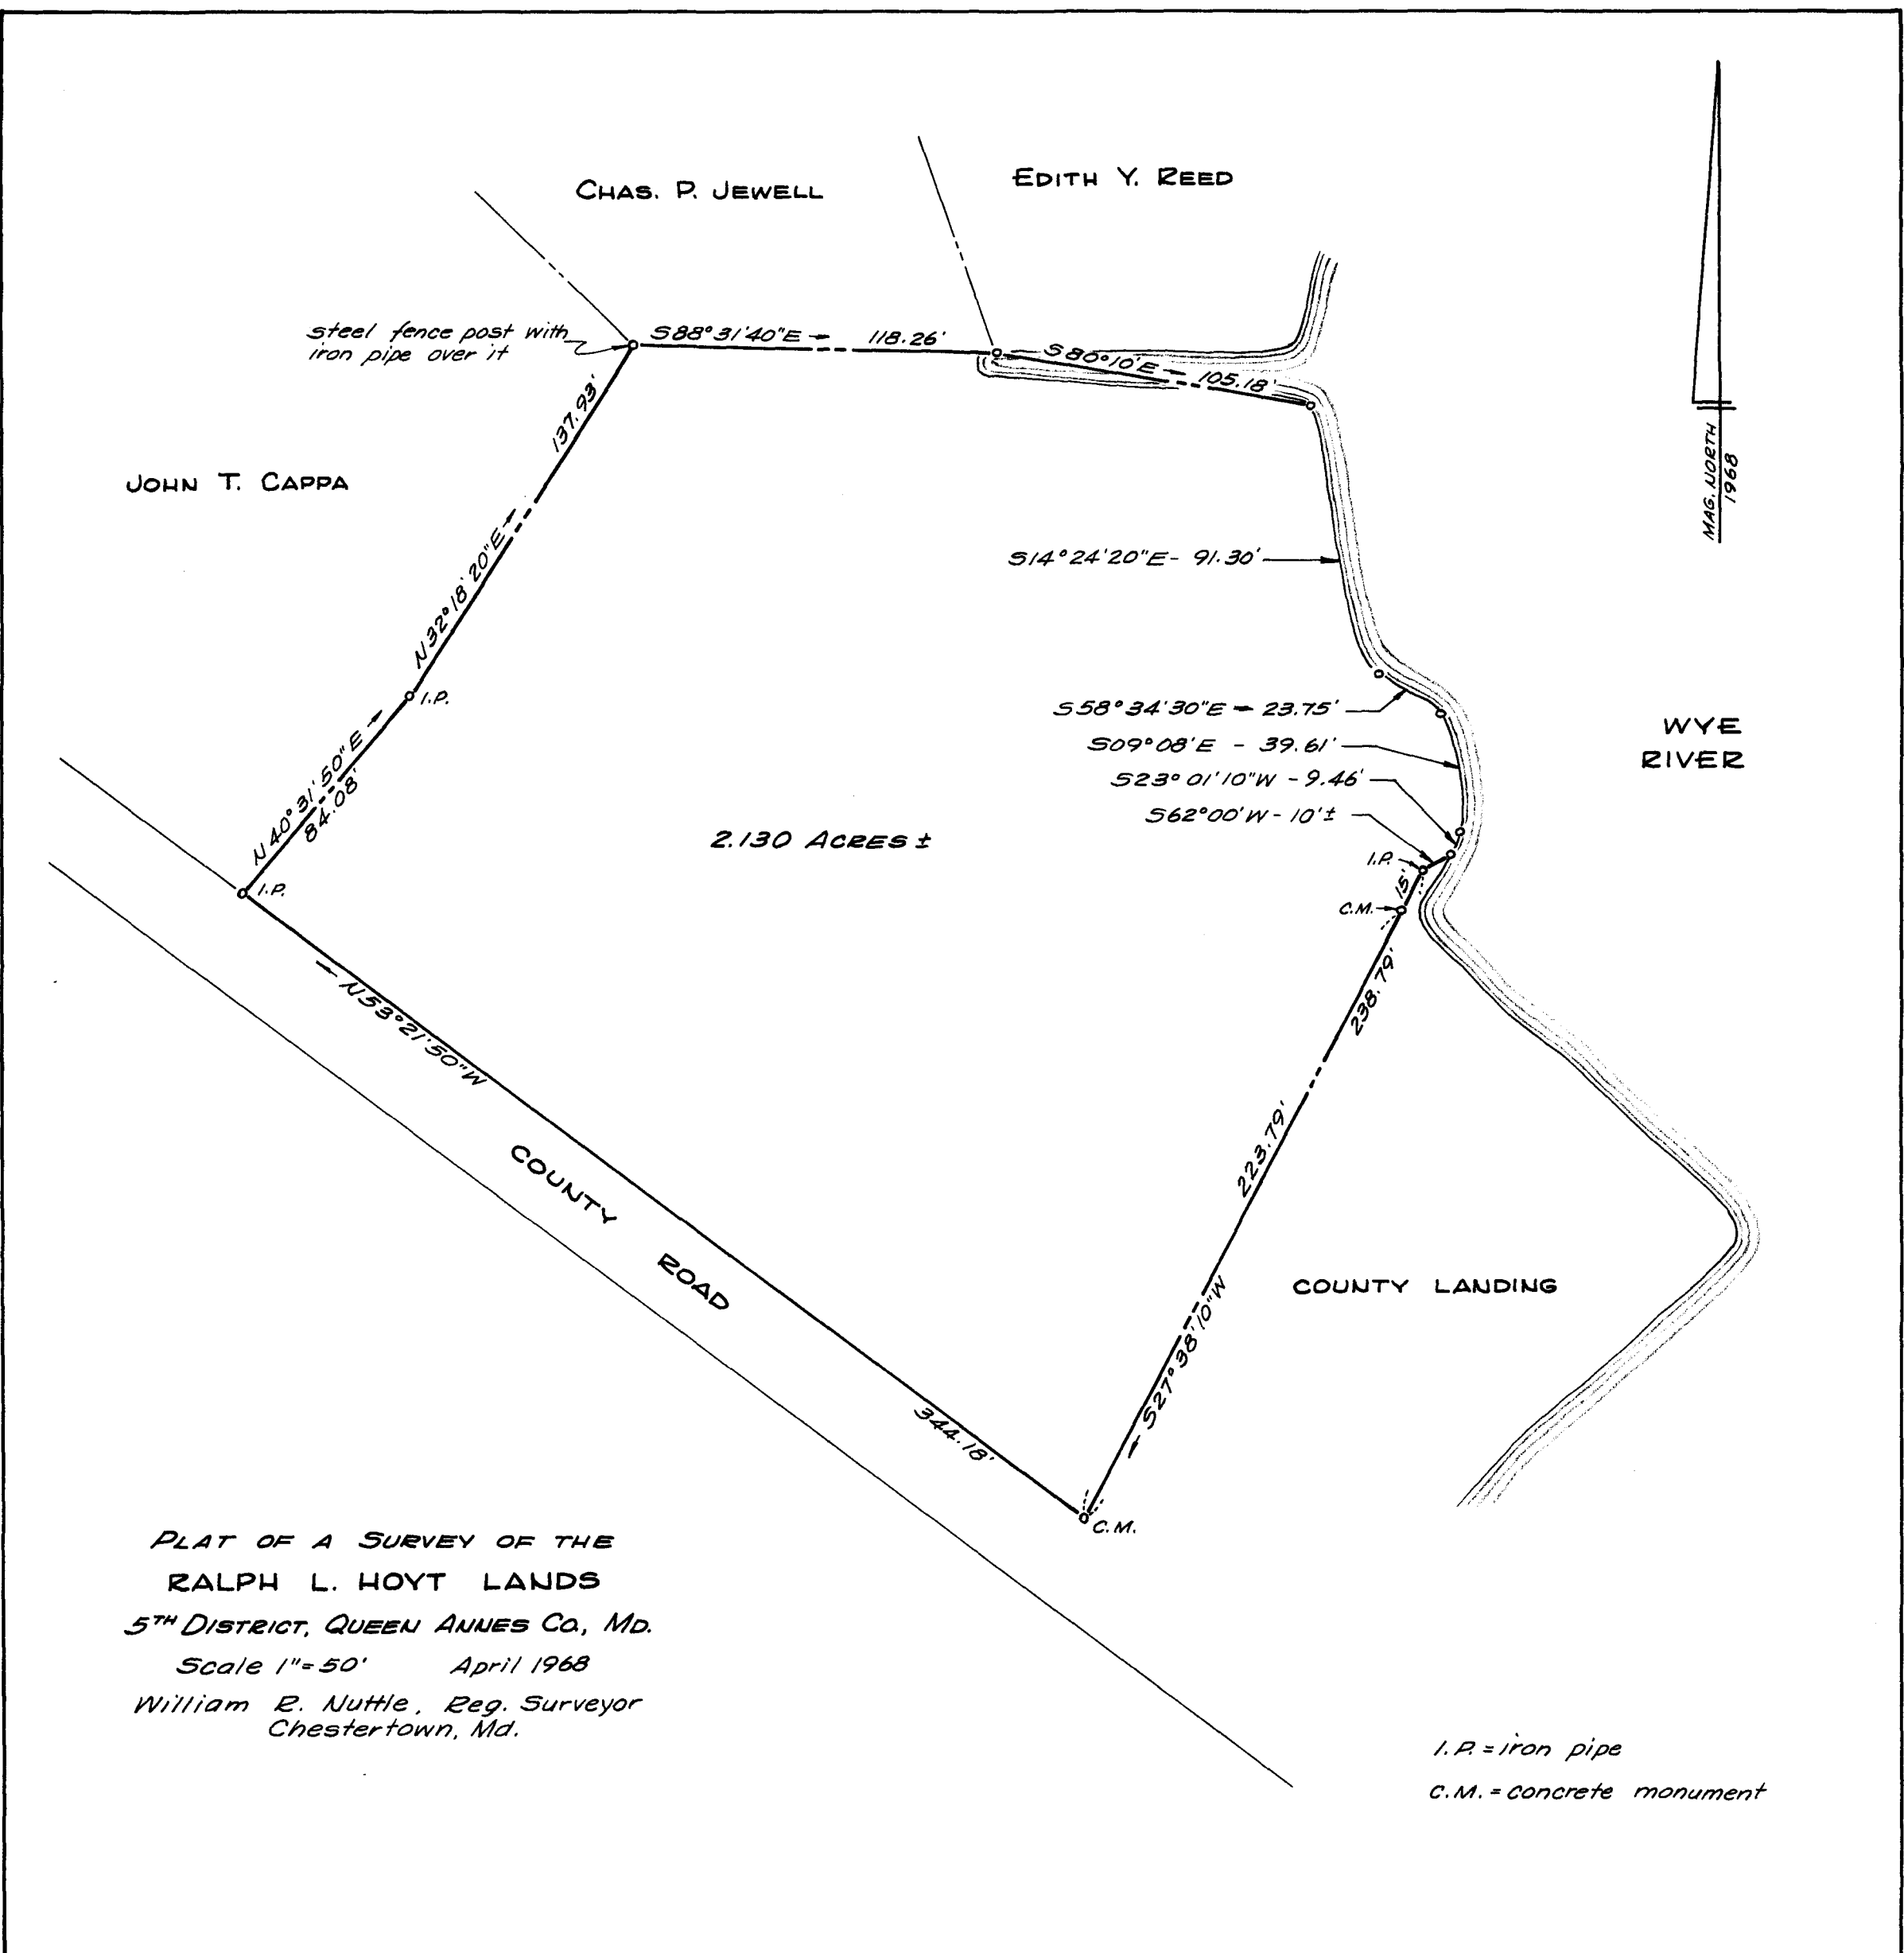 CHAS. P. JEWELL
EDITH Y. REED
steel fence post with
iron pipe over it
S88°31'40"E
118.26'
S80°10'E
105.18'
137.93'
MAG. NORTH
1968
JOHN T. CAPPA
N32°18'20"E
S14°24'20"E - 91.30'
I.P.
S58°34'30"E - 23.75'
S09°08'E - 39.61'
S23°01'10"W - 9.46'
S62°00'W - 10'±
WYE
RIVER
N40°31'50"E
84.08'
2.130 ACRES ±
I.P.
I.P.
15'
C.M.
238.79'
N53°21'50"W
223.79'
COUNTY
ROAD
COUNTY LANDING
S27°38'10"W
344.18'
C.M.
PLAT OF A SURVEY OF THE
RALPH L. HOYT LANDS
5TH DISTRICT, QUEEN ANNES CO., MD.
Scale 1"=50' April 1968
William R. Nuttle, Reg. Surveyor
Chestertown, Md.
I.P. = iron pipe
C.M. = concrete monument